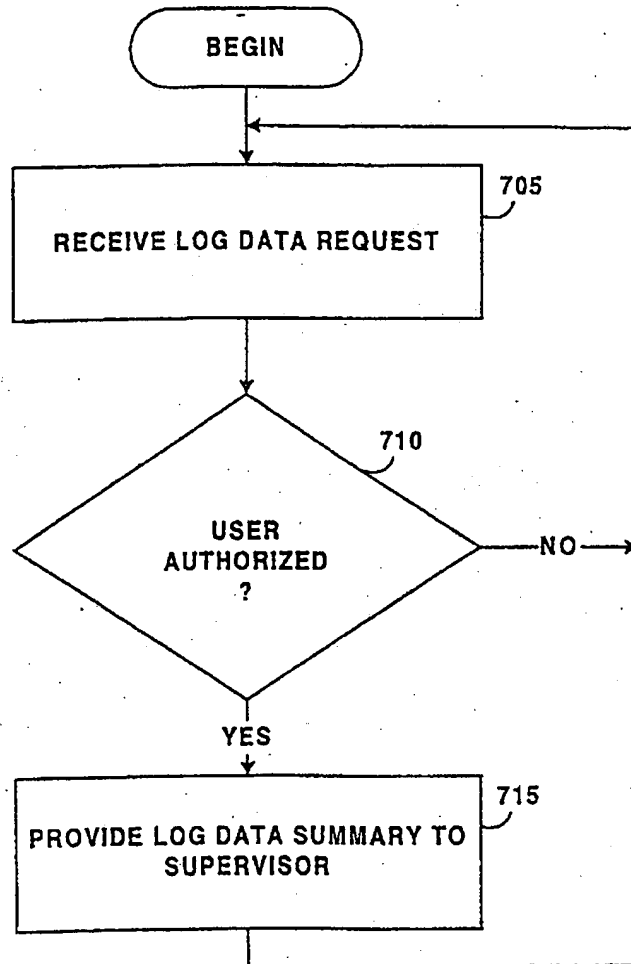 BEGIN
705
RECEIVE LOG DATA REQUEST
710
USER
AUTHORIZED
?
NO
YES
715
PROVIDE LOG DATA SUMMARY TO
SUPERVISOR